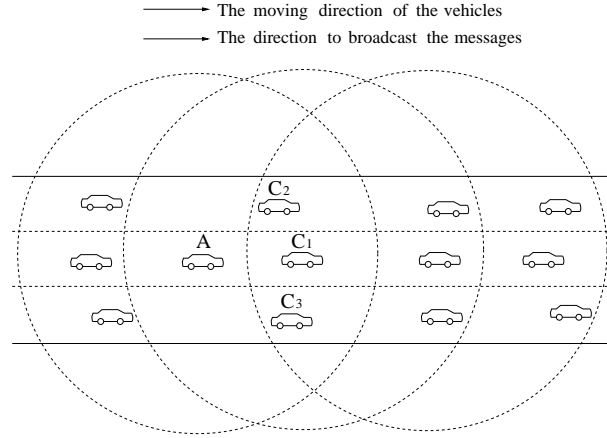 The moving direction of the vehicles
The direction to broadcast the messages
C2
A
C1
C3